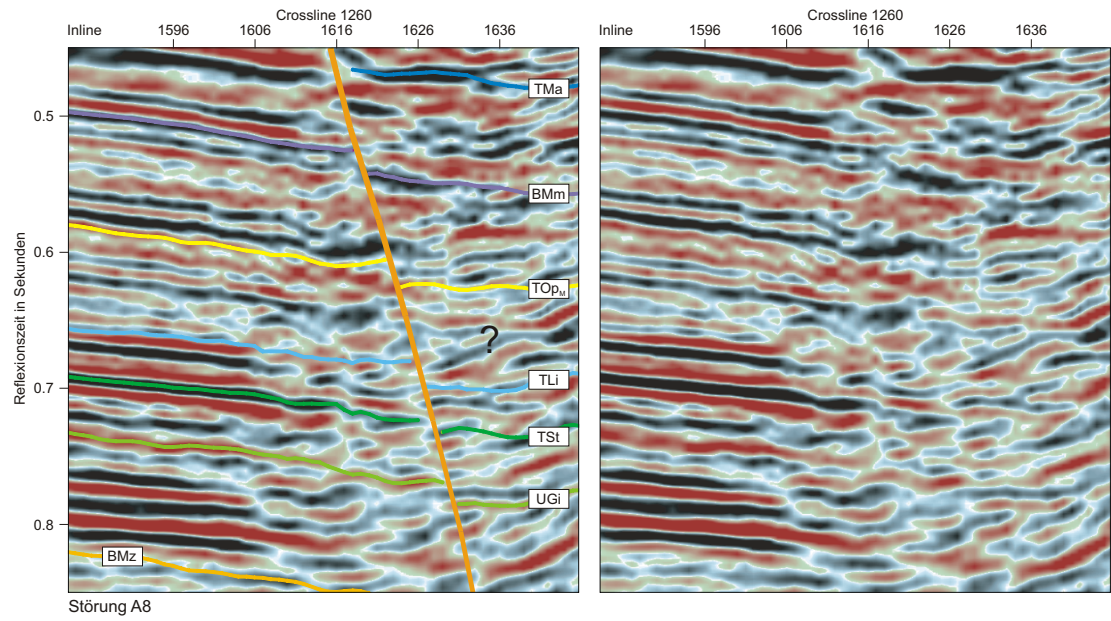 Crossline 1260
Inline 1596 1606 1616 1626 1636
Crossline 1260
Inline 1596 1606 1616 1626 1636
Reflexionszeit in Sekunden
0.5
0.6
0.7
0.8
TMa
BMm
TOpM
?
TLi
TSt
UGi
BMz
Störung A8